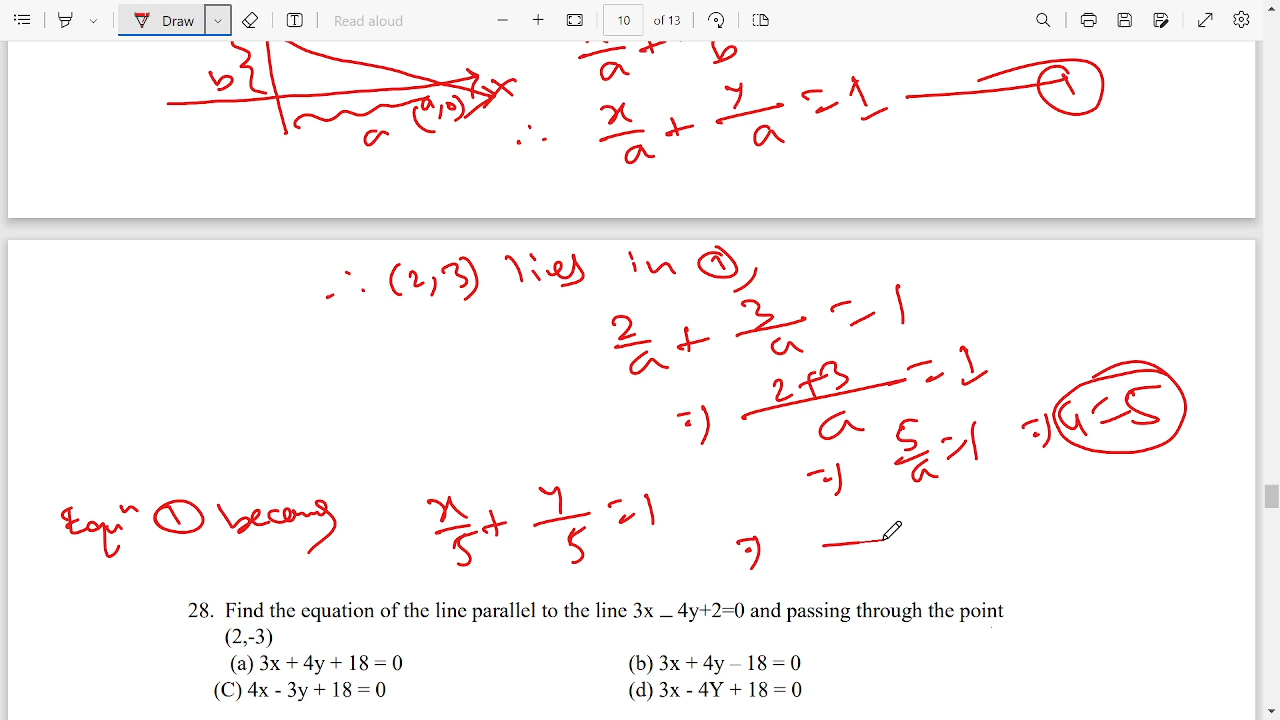 Draw
T
Read aloud
10 of 13
b
x/a + b
a
(a,0)
x
∴ x/a + y/a = 1 ①
∴ (2,3) lies in ①,
2/a + 3/a = 1
⇒) (2+3)/a = 1
⇒) 5/a = 1 ⇒) a=5
Equⁿ ① becomes x/5 + y/5 = 1 ⇒)
28. Find the equation of the line parallel to the line 3x – 4y+2=0 and passing through the point
(2,-3)
(a) 3x + 4y + 18 = 0 (b) 3x + 4y – 18 = 0
(C) 4x - 3y + 18 = 0 (d) 3x - 4Y + 18 = 0